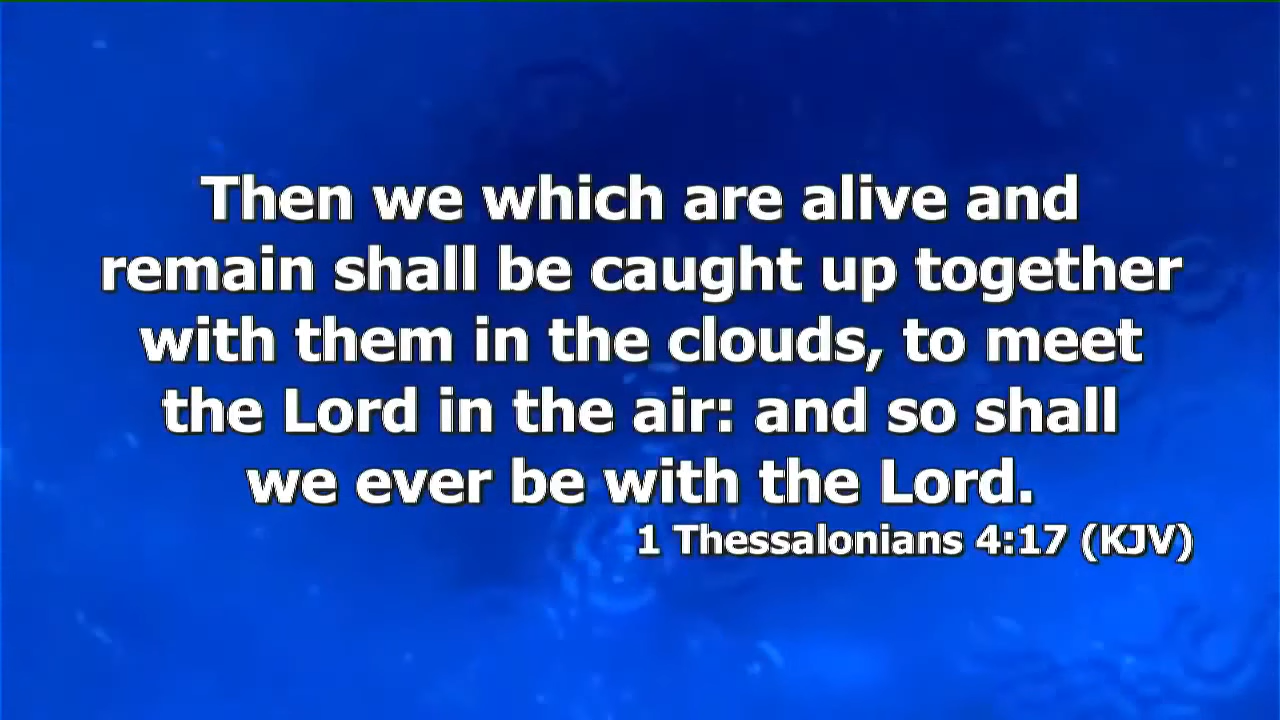 Then we which are alive and
remain shall be caught up together
with them in the clouds, to meet
the Lord in the air: and so shall
we ever be with the Lord.
1 Thessalonians 4:17 (KJV)